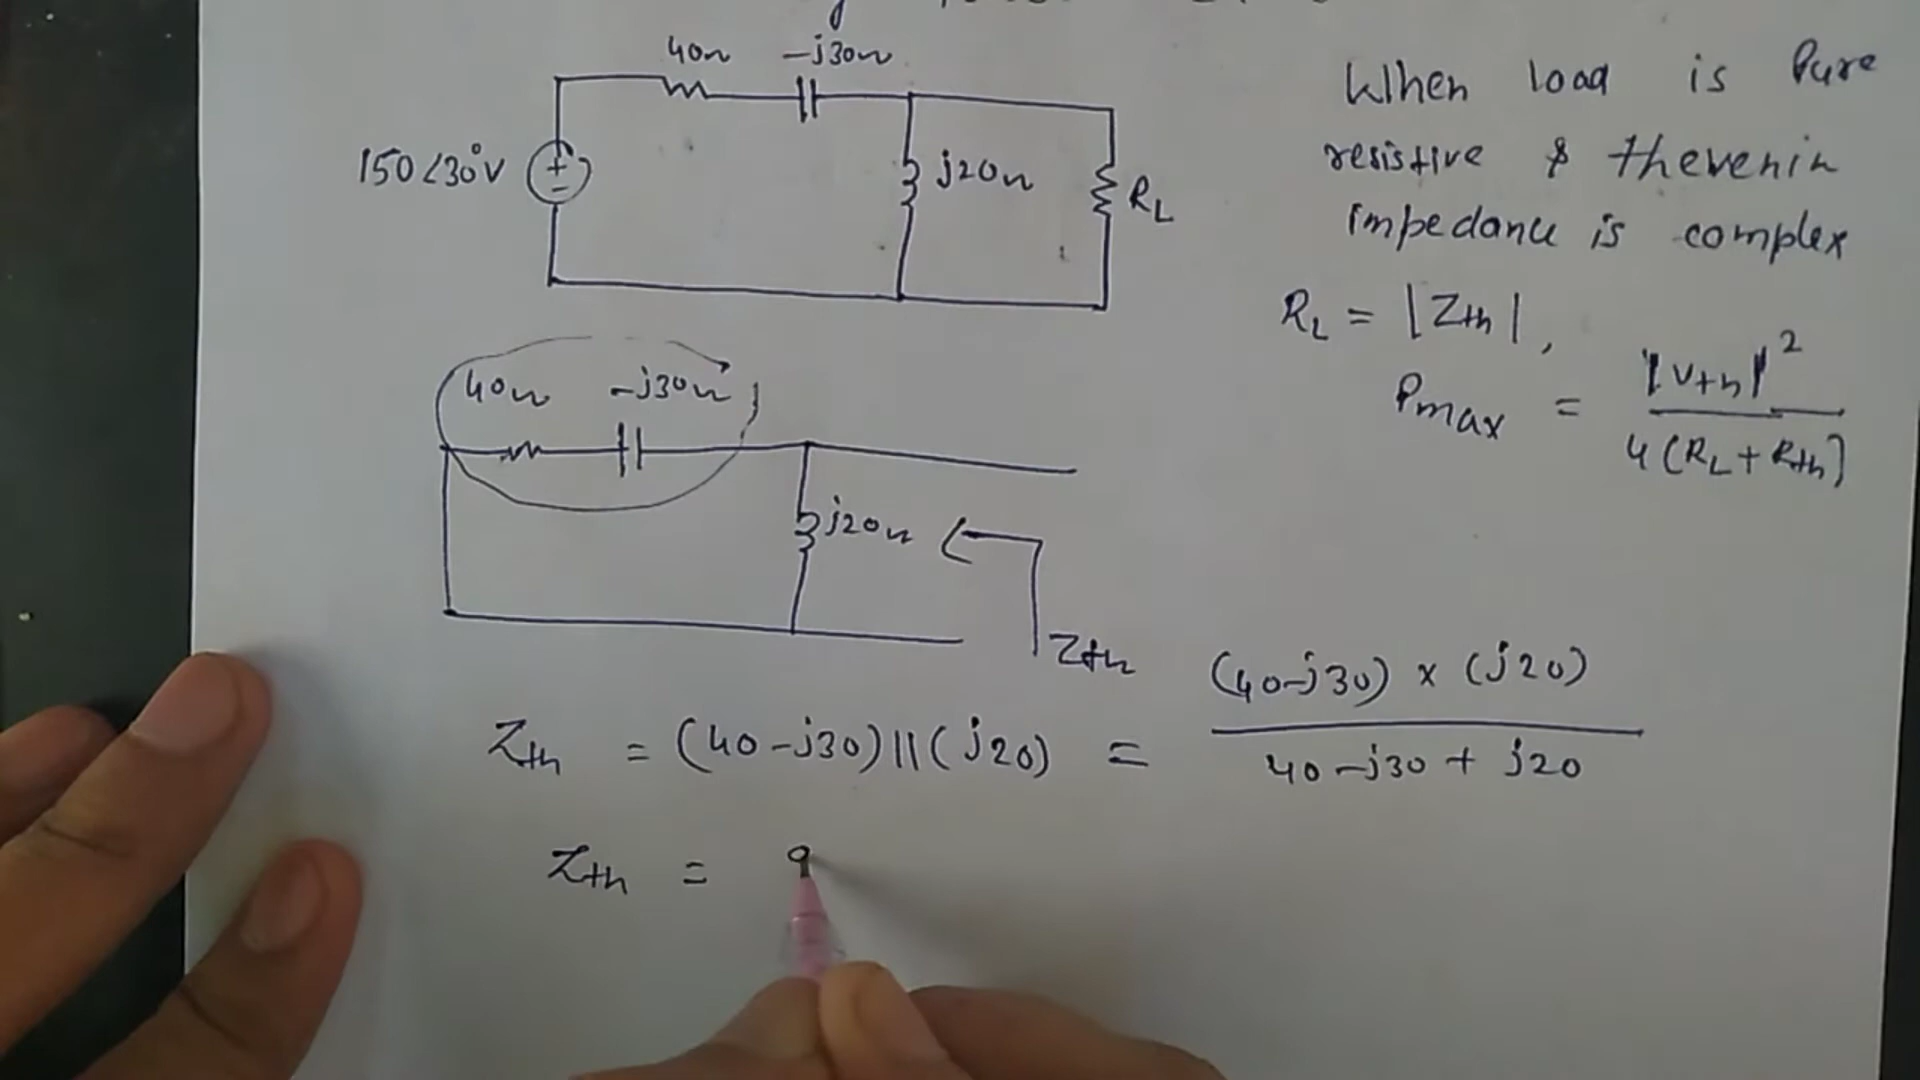 40Ω -j30Ω
150<30°V
+
-
j20Ω
RL
When load is Pure
resistive & thevenin
impedance is complex
RL = |Zth|,
Pmax = |Vth|² / 4(RL+Rth)
40Ω -j30Ω
j20Ω
Zth
Zth = (40-j30)||(j20) = (40-j30) x (j20) / 40-j30 + j20
Zth = 9